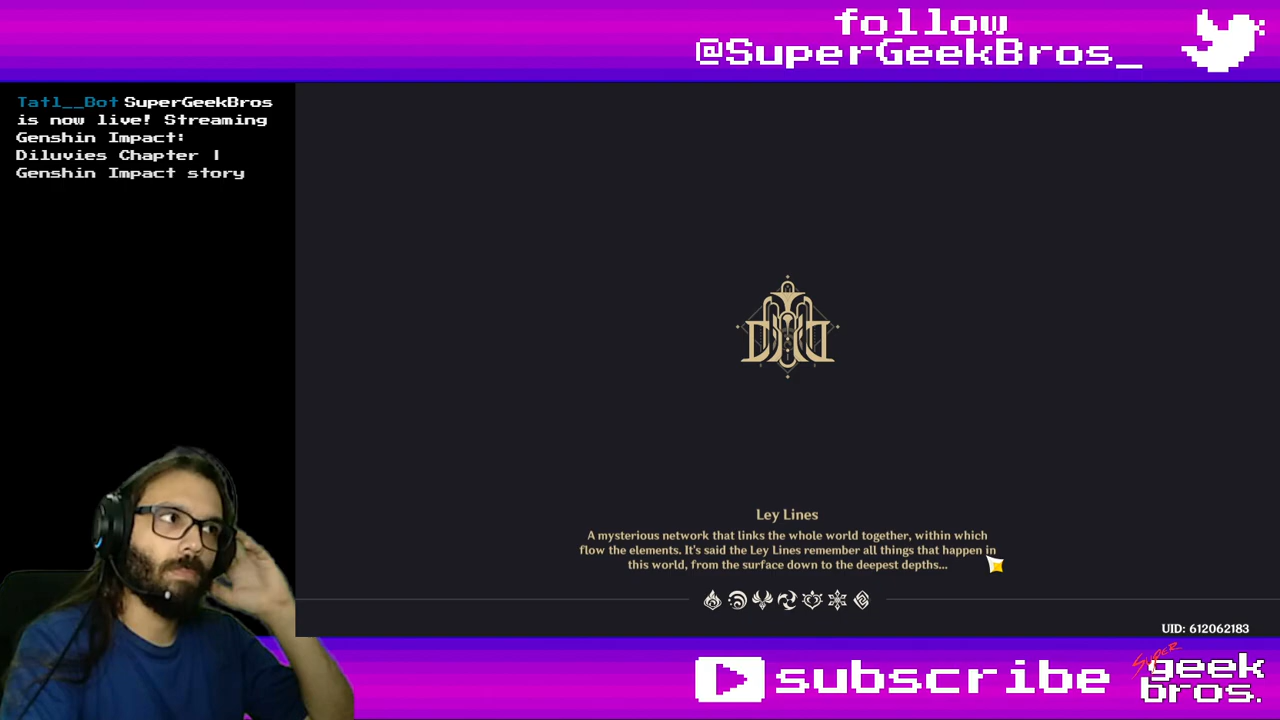 follow
@SuperGeekBros_
Tatl__Bot SuperGeekBros
is now live! Streaming
Genshin Impact:
Diluvies Chapter |
Genshin Impact story
Ley Lines
A mysterious network that links the whole world together, within which
flow the elements. It's said the Ley Lines remember all things that happen in
this world, from the surface down to the deepest depths...
UID: 612062183
subscribe
super
geek
bros.